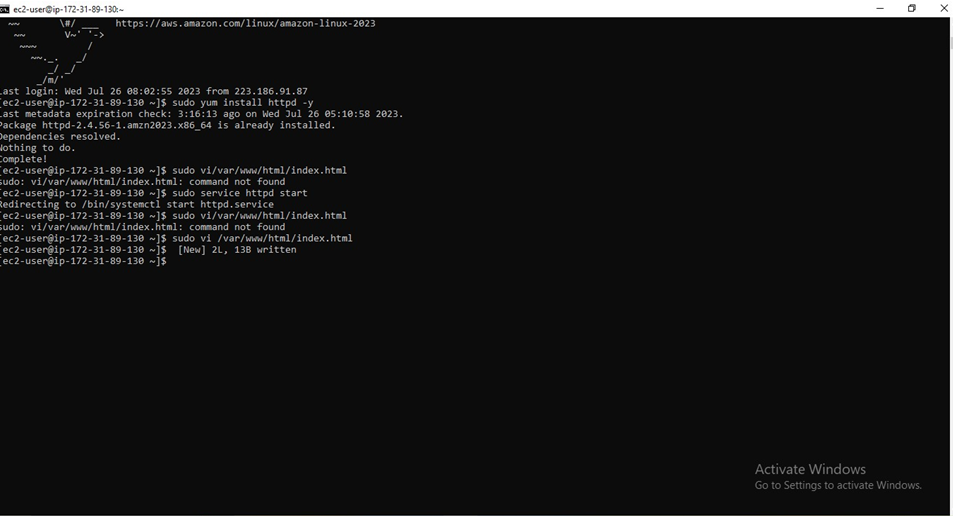 ec2-user@ip-172-31-89-130:~
~~ \#/ ___ https://aws.amazon.com/linux/amazon-linux-2023
~~ V~' '->
~~~ /
~~._. _/
_/ _/
_/m/'
Last login: Wed Jul 26 08:02:55 2023 from 223.186.91.87
[ec2-user@ip-172-31-89-130 ~]$ sudo yum install httpd -y
Last metadata expiration check: 3:16:13 ago on Wed Jul 26 05:10:58 2023.
Package httpd-2.4.56-1.amzn2023.x86_64 is already installed.
Dependencies resolved.
Nothing to do.
Complete!
[ec2-user@ip-172-31-89-130 ~]$ sudo vi/var/www/html/index.html
sudo: vi/var/www/html/index.html: command not found
[ec2-user@ip-172-31-89-130 ~]$ sudo service httpd start
Redirecting to /bin/systemctl start httpd.service
[ec2-user@ip-172-31-89-130 ~]$ sudo vi/var/www/html/index.html
sudo: vi/var/www/html/index.html: command not found
[ec2-user@ip-172-31-89-130 ~]$ sudo vi /var/www/html/index.html
[ec2-user@ip-172-31-89-130 ~]$ [New] 2L, 13B written
[ec2-user@ip-172-31-89-130 ~]$
Activate Windows
Go to Settings to activate Windows.